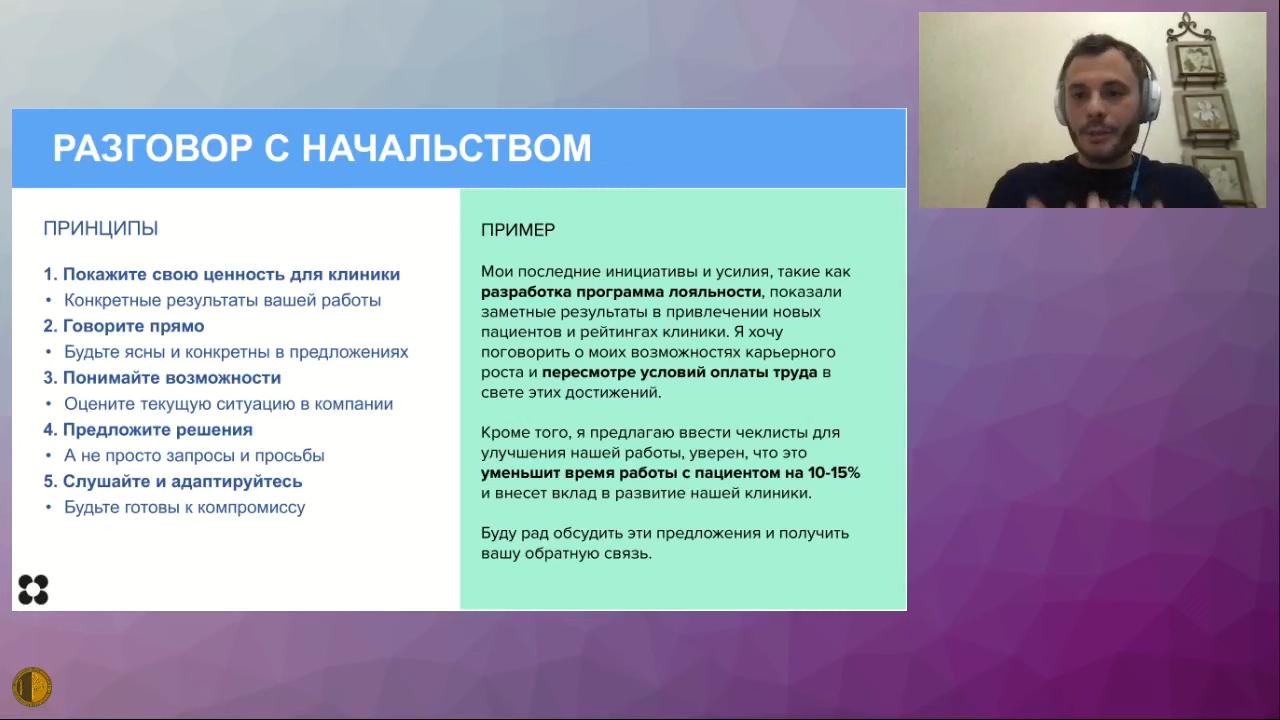 РАЗГОВОР С НАЧАЛЬСТВОМ
ПРИНЦИПЫ
1. Покажите свою ценность для клиники
• Конкретные результаты вашей работы
2. Говорите прямо
• Будьте ясны и конкретны в предложениях
3. Понимайте возможности
• Оцените текущую ситуацию в компании
4. Предложите решения
• А не просто запросы и просьбы
5. Слушайте и адаптируйтесь
• Будьте готовы к компромиссу
ПРИМЕР
Мои последние инициативы и усилия, такие как
разработка программа лояльности, показали
заметные результаты в привлечении новых
пациентов и рейтингах клиники. Я хочу
поговорить о моих возможностях карьерного
роста и пересмотре условий оплаты труда в
свете этих достижений.
Кроме того, я предлагаю ввести чеклисты для
улучшения нашей работы, уверен, что это
уменьшит время работы с пациентом на 10-15%
и внесет вклад в развитие нашей клиники.
Буду рад обсудить эти предложения и получить
вашу обратную связь.